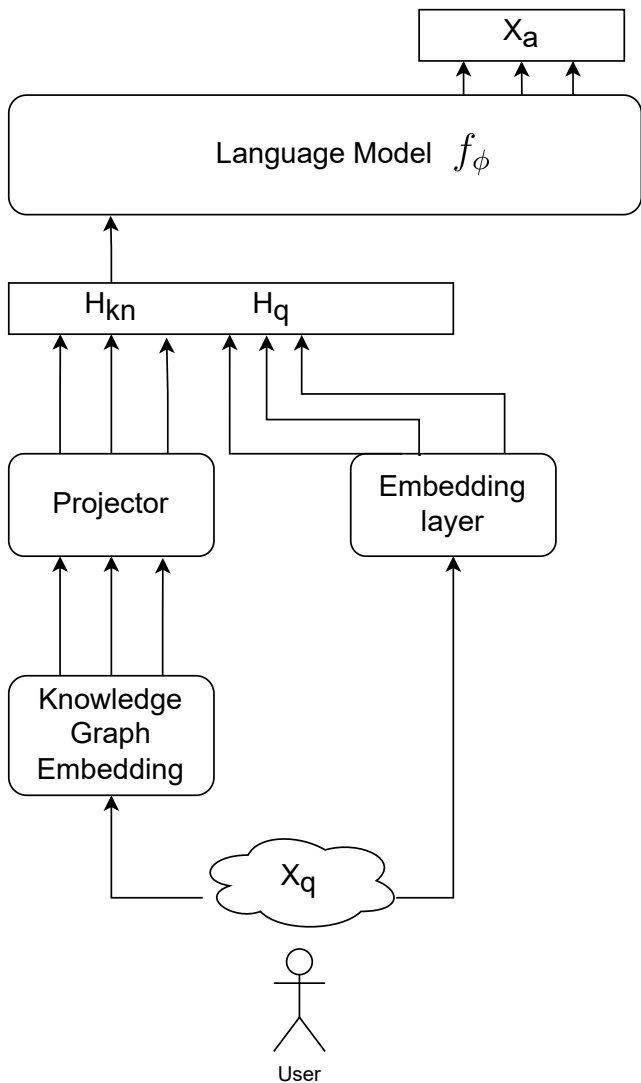 Xa
Language Model fϕ
Hkn Hq
Projector
Embedding
layer
Knowledge
Graph
Embedding
Xq
User